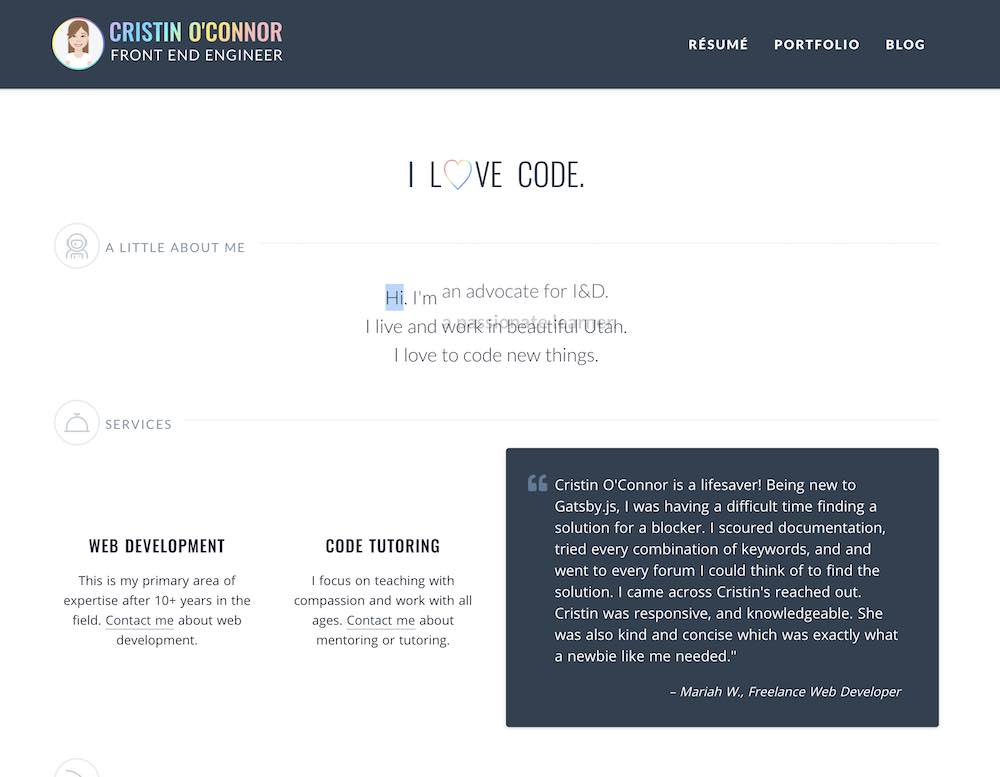 CRISTIN O'CONNOR
FRONT END ENGINEER
RÉSUMÉ PORTFOLIO BLOG
I L♡VE CODE.
A LITTLE ABOUT ME
Hi. I'm an advocate for I&D.
a passionate learner.
I live and work in beautiful Utah.
I love to code new things.
SERVICES
WEB DEVELOPMENT
This is my primary area of
expertise after 10+ years in the
field. Contact me about web
development.
CODE TUTORING
I focus on teaching with
compassion and work with all
ages. Contact me about
mentoring or tutoring.
“ Cristin O'Connor is a lifesaver! Being new to
Gatsby.js, I was having a difficult time finding a
solution for a blocker. I scoured documentation,
tried every combination of keywords, and and
went to every forum I could think of to find the
solution. I came across Cristin's reached out.
Cristin was responsive, and knowledgeable. She
was also kind and concise which was exactly what
a newbie like me needed."
– Mariah W., Freelance Web Developer